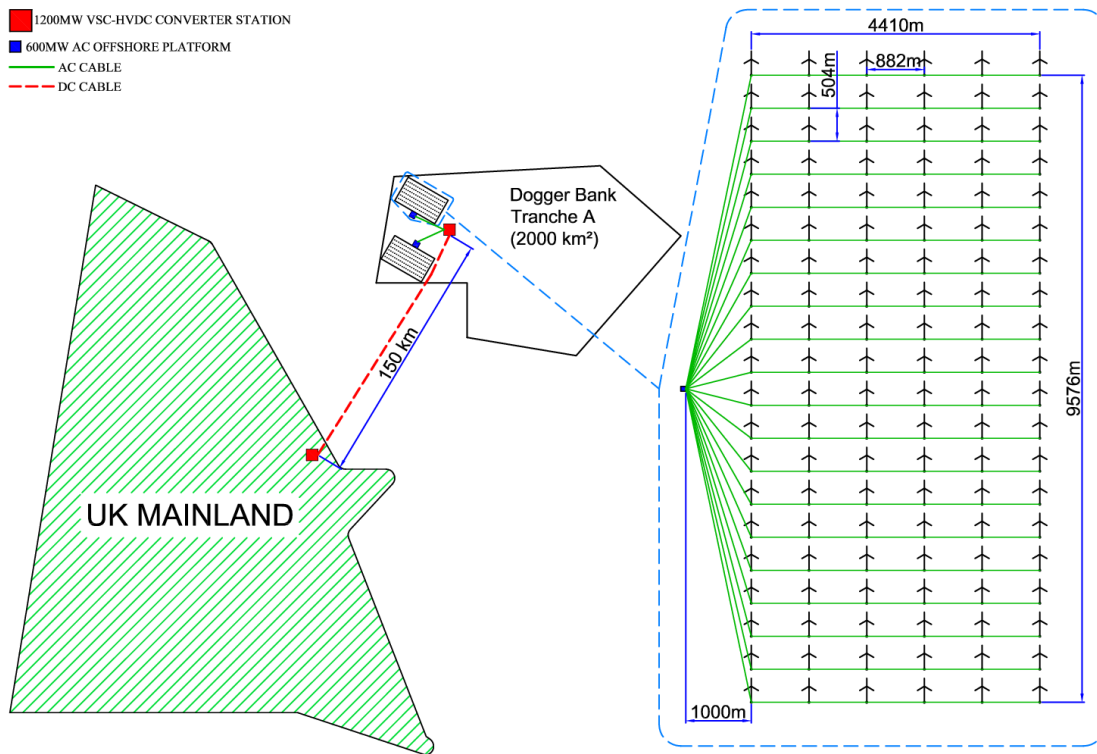 1200MW VSC-HVDC CONVERTER STATION
600MW AC OFFSHORE PLATFORM
AC CABLE
DC CABLE
4410m
882m
504m
Dogger Bank
Tranche A
(2000 km²)
150 km
9576m
UK MAINLAND
1000m